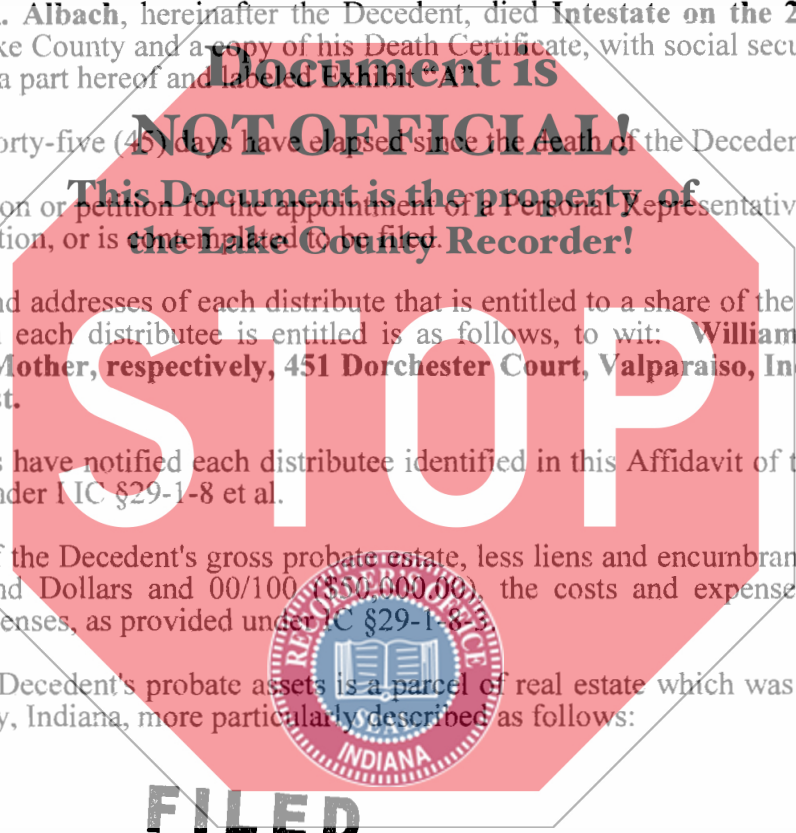 . Albach, hereinafter the Decedent, died Intestate on the 2
ke County and a copy of his Death Certificate, with social secu
a part hereof and labeled Exhibit "A".
Document is
orty-five (45) days have elapsed since the death of the Deceden
NOT OFFICIAL!
This Document is the property of
on or petition for the appointment of a Personal Representativ
tion, or is contemplated to be filed.
the Lake County Recorder!
nd addresses of each distribute that is entitled to a share of the
each distributee is entitled is as follows, to wit: William
Mother, respectively, 451 Dorchester Court, Valparaiso, In
st.
STOP
s have notified each distributee identified in this Affidavit of t
nder I IC §29-1-8 et al.
f the Decedent's gross probate estate, less liens and encumbran
nd Dollars and 00/100 ($50,000.00), the costs and expense
enses, as provided under IC §29-1-8-3.
RECORDER'S OFFICE
SEAL
INDIANA
Decedent's probate assets is a parcel of real estate which was
y, Indiana, more particularly described as follows:
FILED